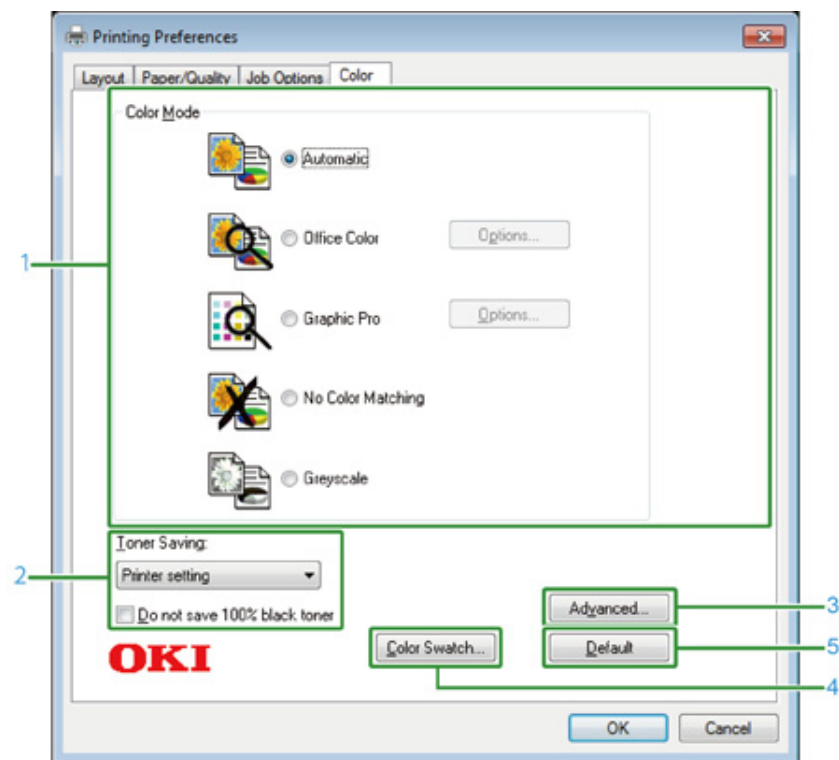 Printing Preferences
Layout Paper/Quality Job Options Color
Color Mode
Automatic
1
Office Color Options...
Graphic Pro Options...
No Color Matching
Greyscale
Toner Saving:
2
Printer setting
Do not save 100% black toner
Advanced... 3
OKI
Color Swatch... Default 5
4
OK Cancel